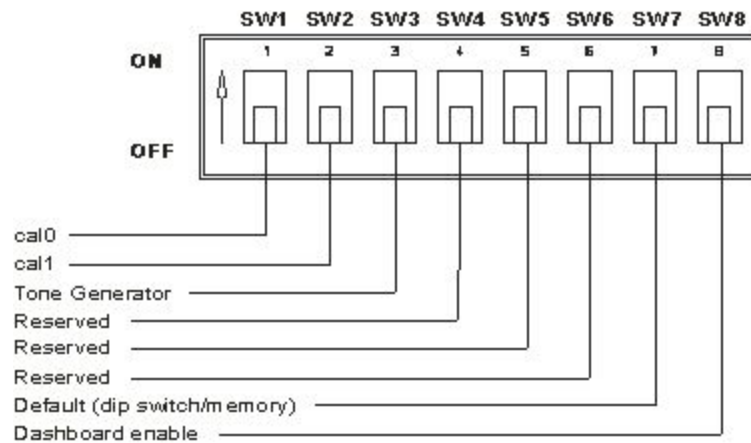 SW1 SW2 SW3 SW4 SW5 SW6 SW7 SW8
1 2 3 4 5 6 7 8
ON
OFF
cal0
cal1
Tone Generator
Reserved
Reserved
Reserved
Default (dip switch/memory)
Dashboard enable